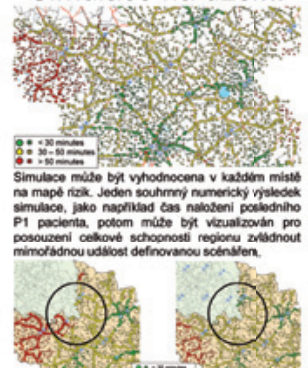 < 30 minutes
30 – 50 minutes
> 50 minutes
Simulace může být vyhodnocena v každém místě
na mapě rizik. Jeden souhrnný numerický výsledek
simulace, jako například čas naložení posledního
P1 pacienta, potom může být vizualizován pro
posouzení celkové schopnosti regionu zvládnout
mimořádnou událost definovanou scénářem.